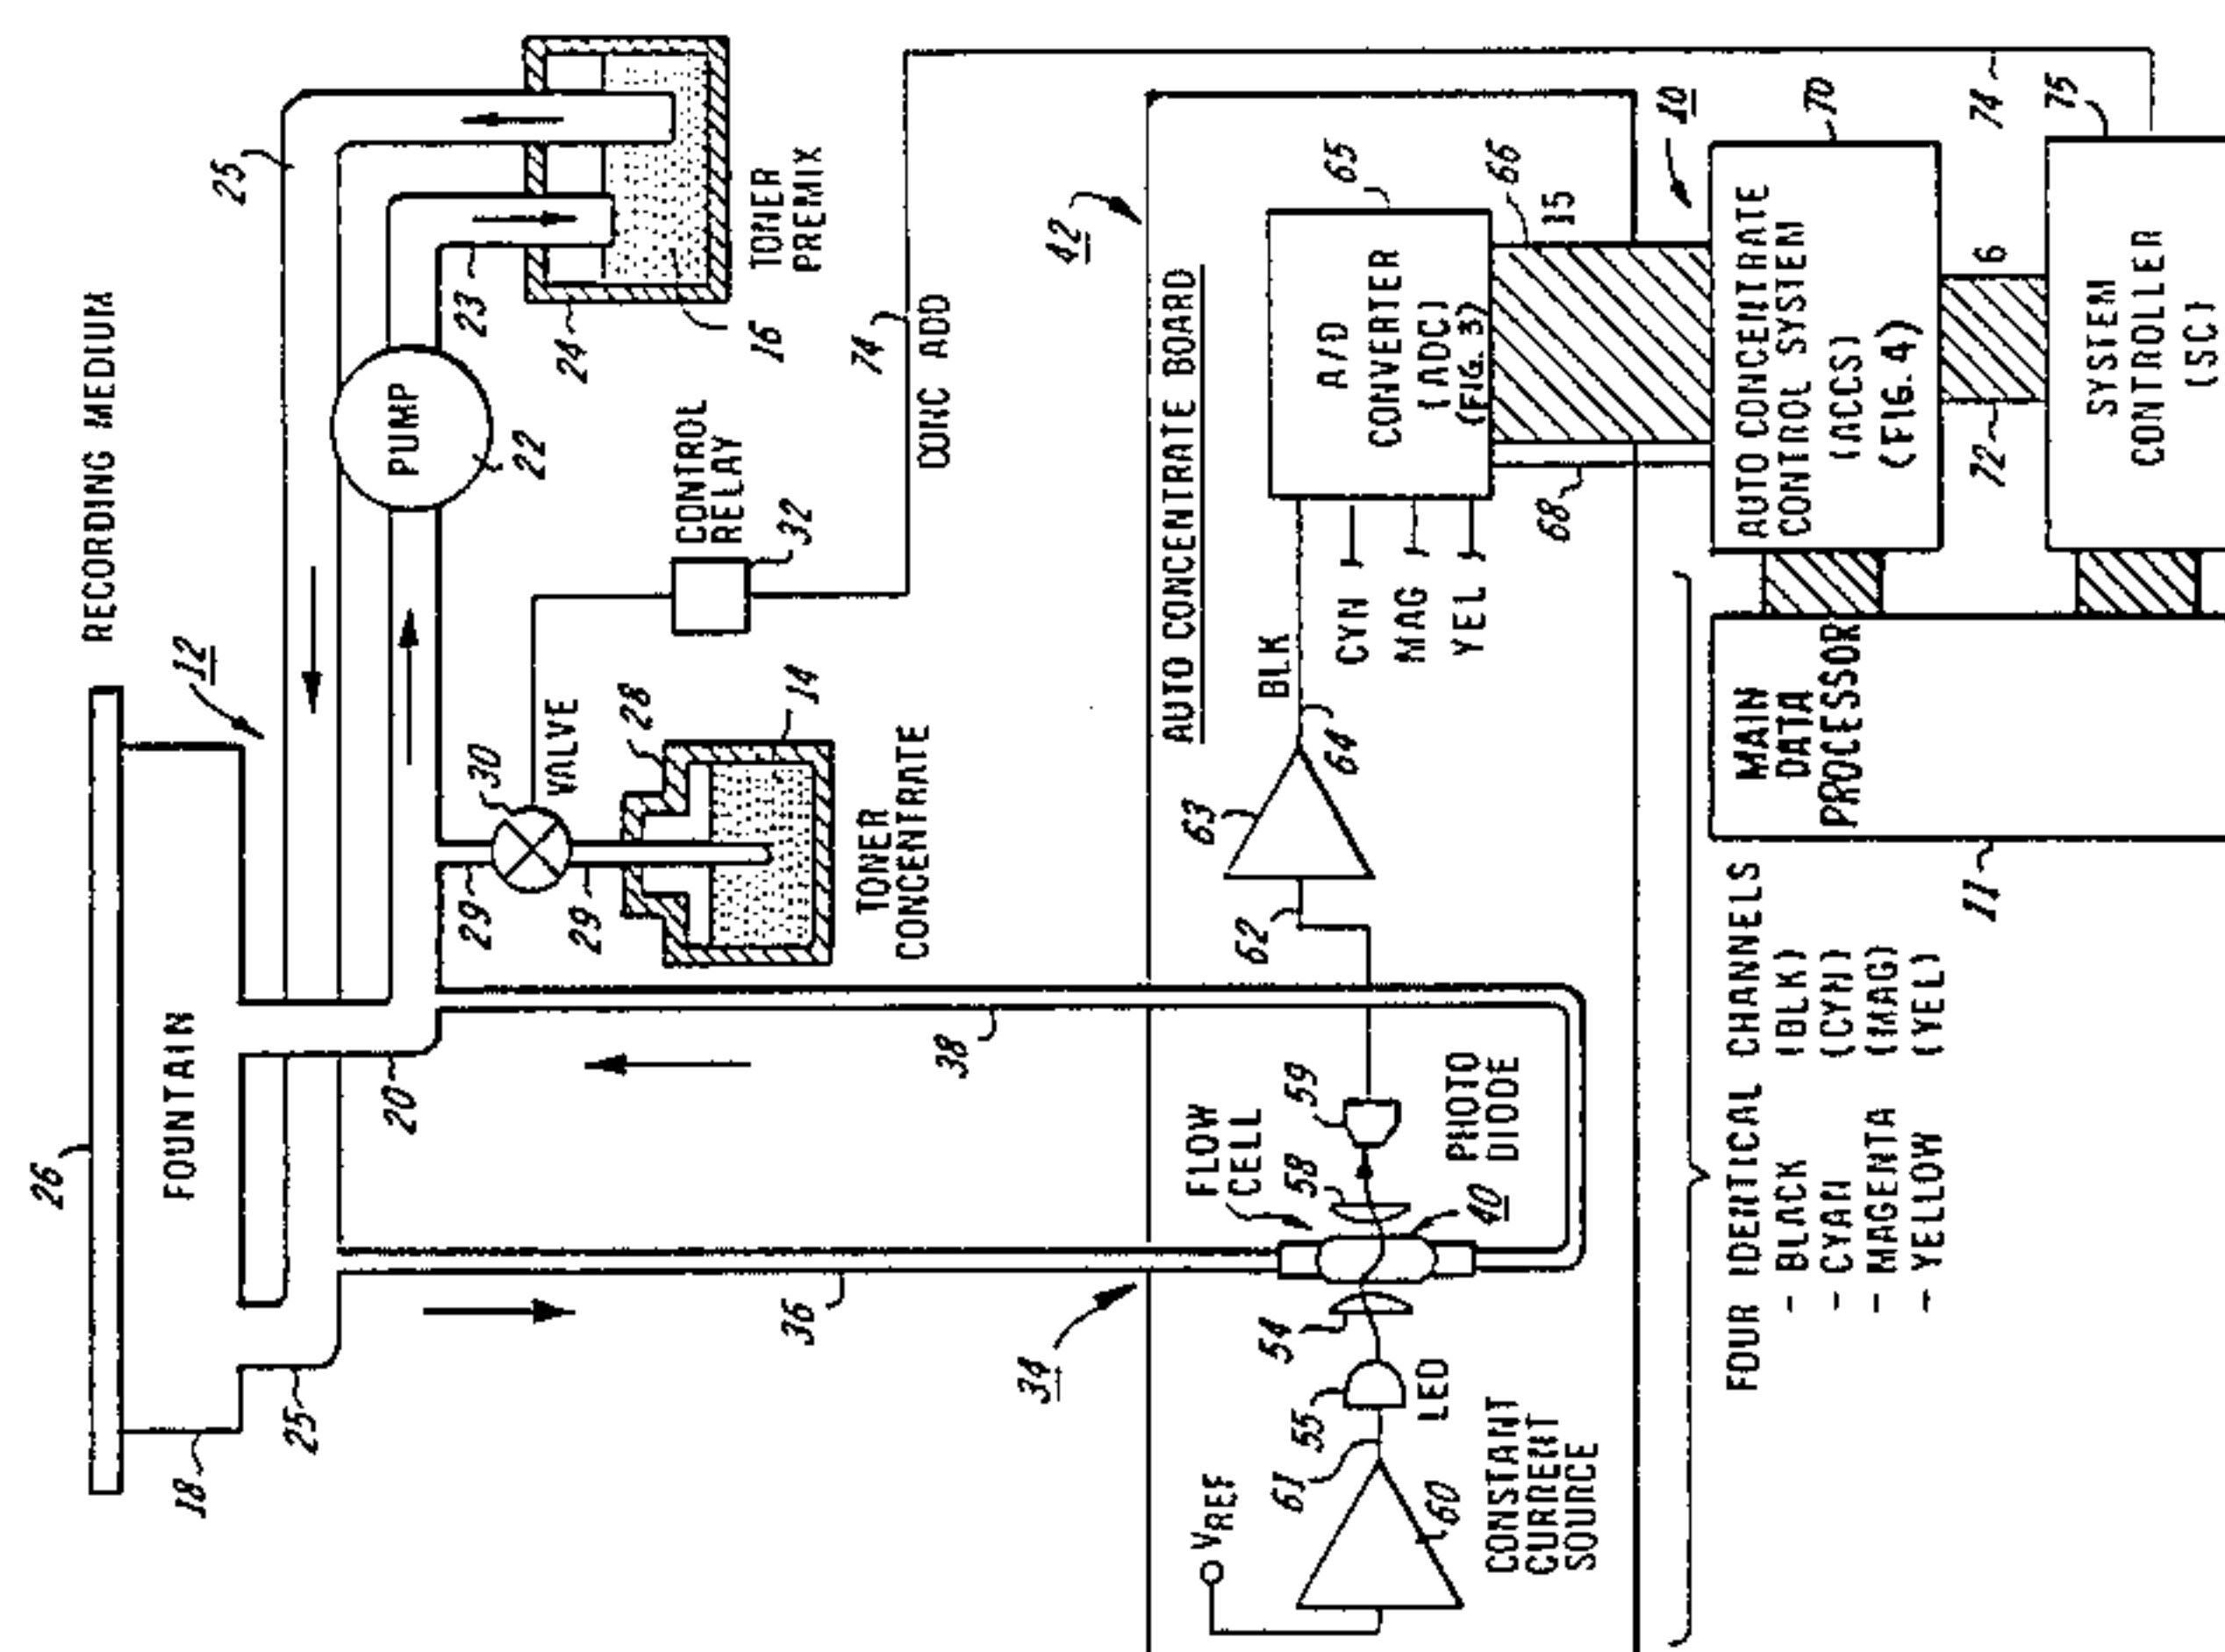 RECORDING MEDIUM
26
FOUNTAIN
18
25
20
12
25
PUMP
22
23
24
16
TONER
PREMIX
29
30
VALVE
29
28
14
TONER
CONCENTRATE
CONTROL
RELAY
32
74
CONC ADD
36
38
34
42
AUTO CONCENTRATE BOARD
VREF
60
61
CONSTANT
CURRENT
SOURCE
55
LED
54
FLOW
CELL
58
40
59
PHOTO
DIODE
62
63
64
BLK
CYN
MAG
YEL
A/D
CONVERTER
(ADC)
(FIG. 3)
65
66
15
68
10
AUTO CONCENTRATE
CONTROL SYSTEM
(ACCS)
(FIG. 4)
70
72
6
74
SYSTEM
CONTROLLER
(SC)
75
MAIN
DATA
PROCESSOR
11
FOUR IDENTICAL CHANNELS
- BLACK (BLK)
- CYAN (CYN)
- MAGENTA (MAG)
- YELLOW (YEL)